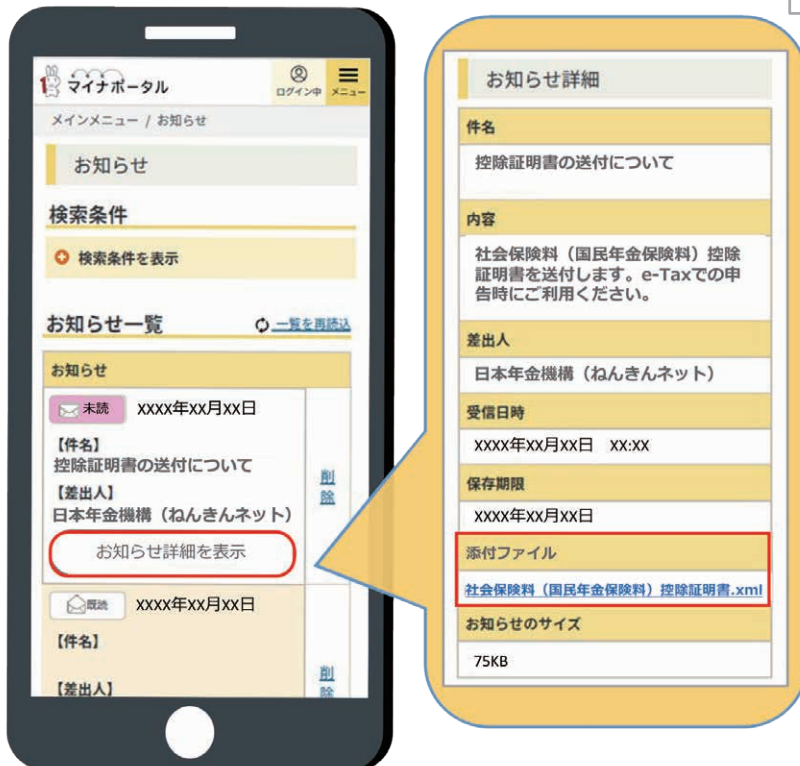 マイナポータル
ログイン中
メニュー
メインメニュー / お知らせ
お知らせ
検索条件
検索条件を表示
お知らせ一覧
一覧を再読込
お知らせ
未読 XXXX年XX月XX日
【件名】
控除証明書の送付について
【差出人】
日本年金機構（ねんきんネット）
削除
お知らせ詳細を表示
既読 XXXX年XX月XX日
【件名】
【差出人】
削除
お知らせ詳細
件名
控除証明書の送付について
内容
社会保険料（国民年金保険料）控除
証明書を送付します。e-Taxでの申
告時にご利用ください。
差出人
日本年金機構（ねんきんネット）
受信日時
XXXX年XX月XX日 XX:XX
保存期限
XXXX年XX月XX日
添付ファイル
社会保険料（国民年金保険料）控除証明書.xml
お知らせのサイズ
75KB